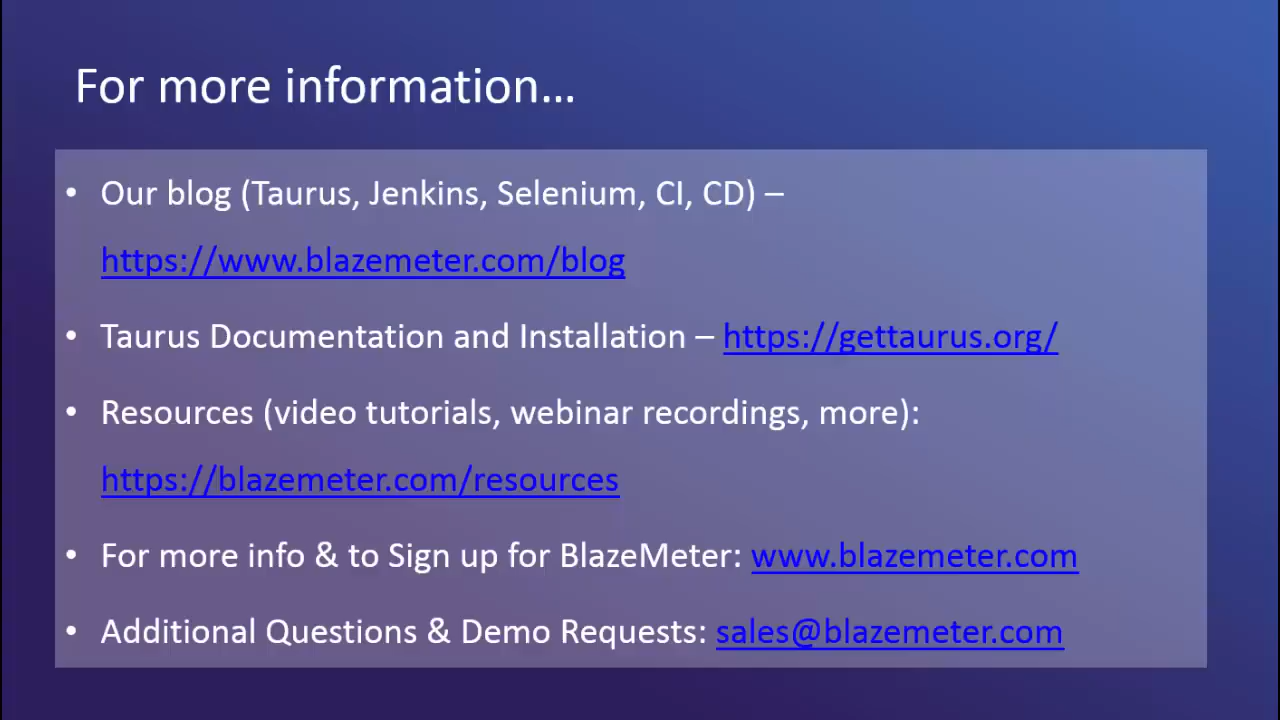 For more information...
• Our blog (Taurus, Jenkins, Selenium, CI, CD) –
https://www.blazemeter.com/blog
• Taurus Documentation and Installation – https://gettaurus.org/
• Resources (video tutorials, webinar recordings, more):
https://blazemeter.com/resources
• For more info & to Sign up for BlazeMeter: www.blazemeter.com
• Additional Questions & Demo Requests: sales@blazemeter.com